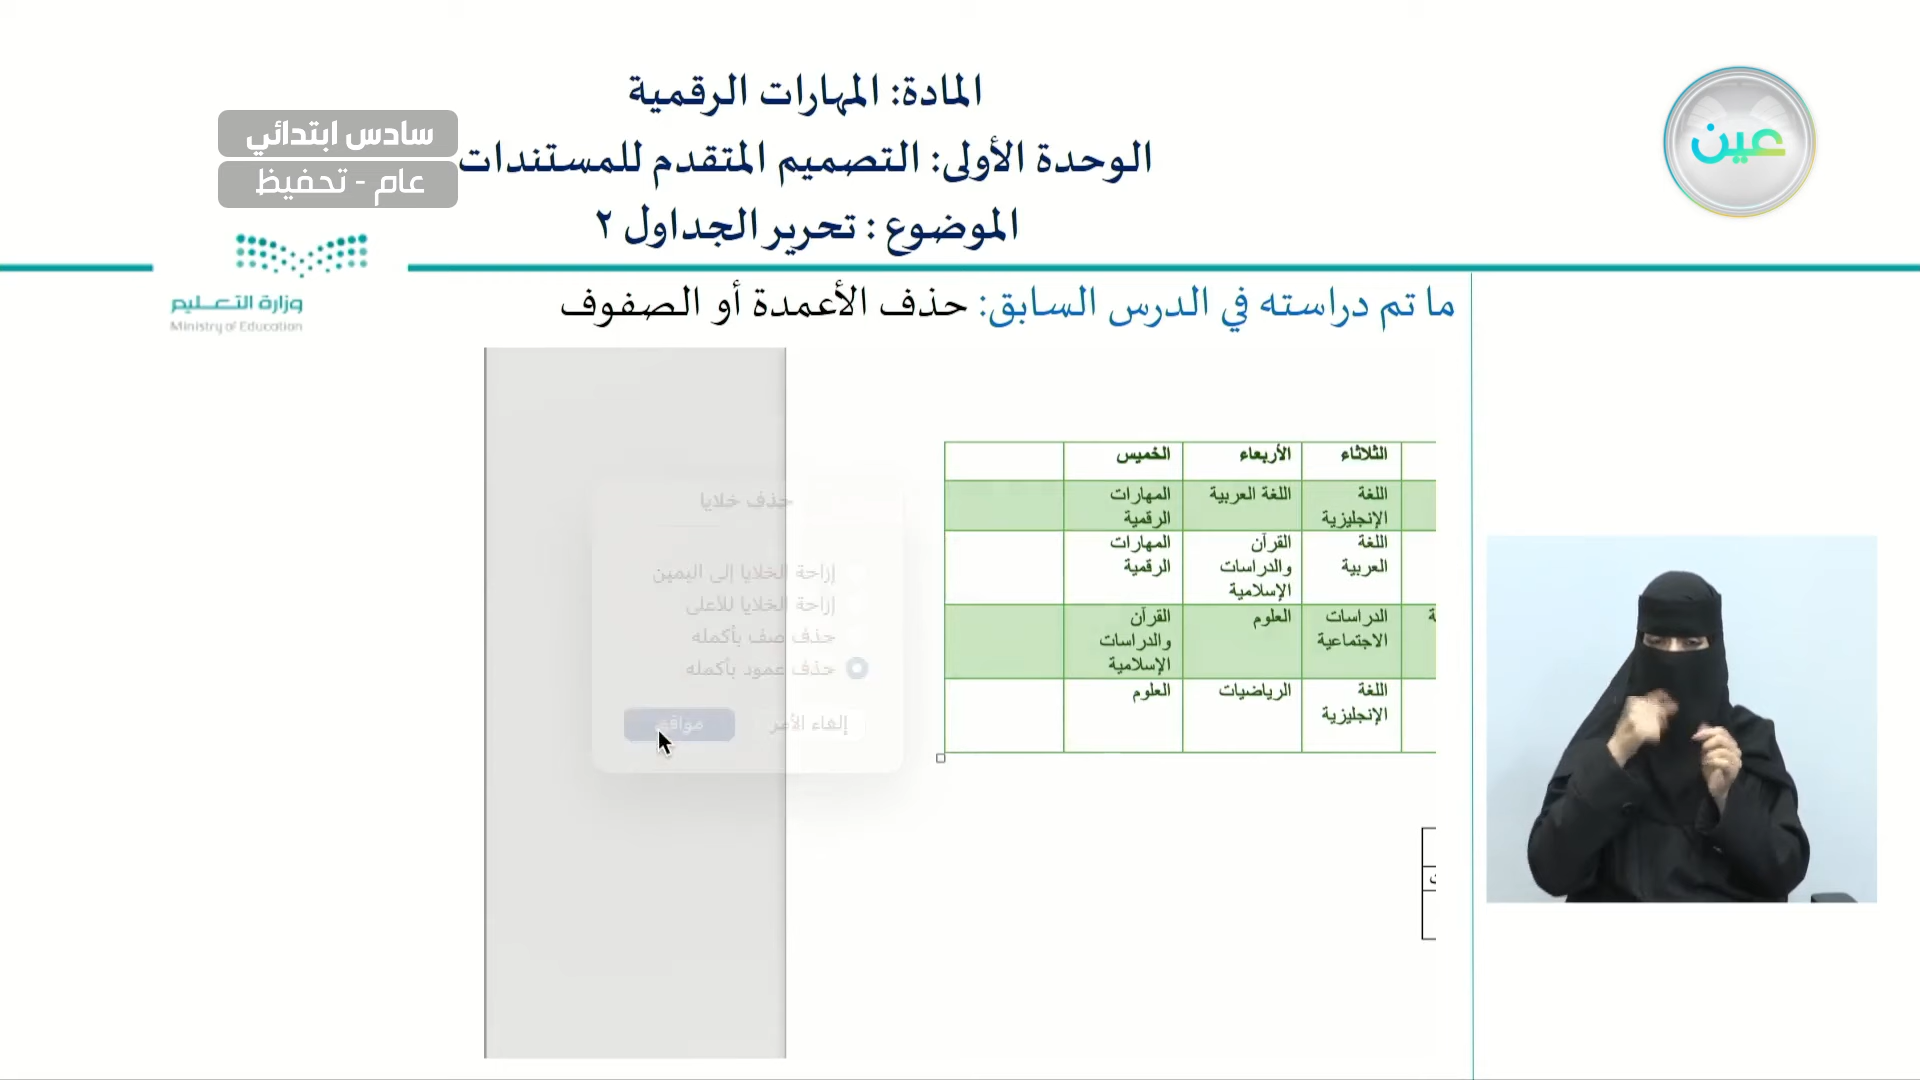 المادة: المهارات الرقمية
الوحدة الأولى: التصميم المتقدم للمستندات
الموضوع : تحرير الجداول ٢
سادس ابتدائي
عام - تحفيظ
عين
وزارة التعـــليم
Ministry of Education
ما تم دراسته في الدرس السابق: حذف الأعمدة أو الصفوف
الثلاثاء الأربعاء الخميس
اللغة الإنجليزية اللغة العربية المهارات الرقمية
اللغة العربية القرآن والدراسات الإسلامية المهارات الرقمية
الدراسات الاجتماعية العلوم القرآن والدراسات الإسلامية
اللغة الإنجليزية الرياضيات العلوم
حذف خلايا
إزاحة الخلايا إلى اليمين
إزاحة الخلايا للأعلى
حذف صف بأكمله
حذف عمود بأكمله
إلغاء الأمر موافق